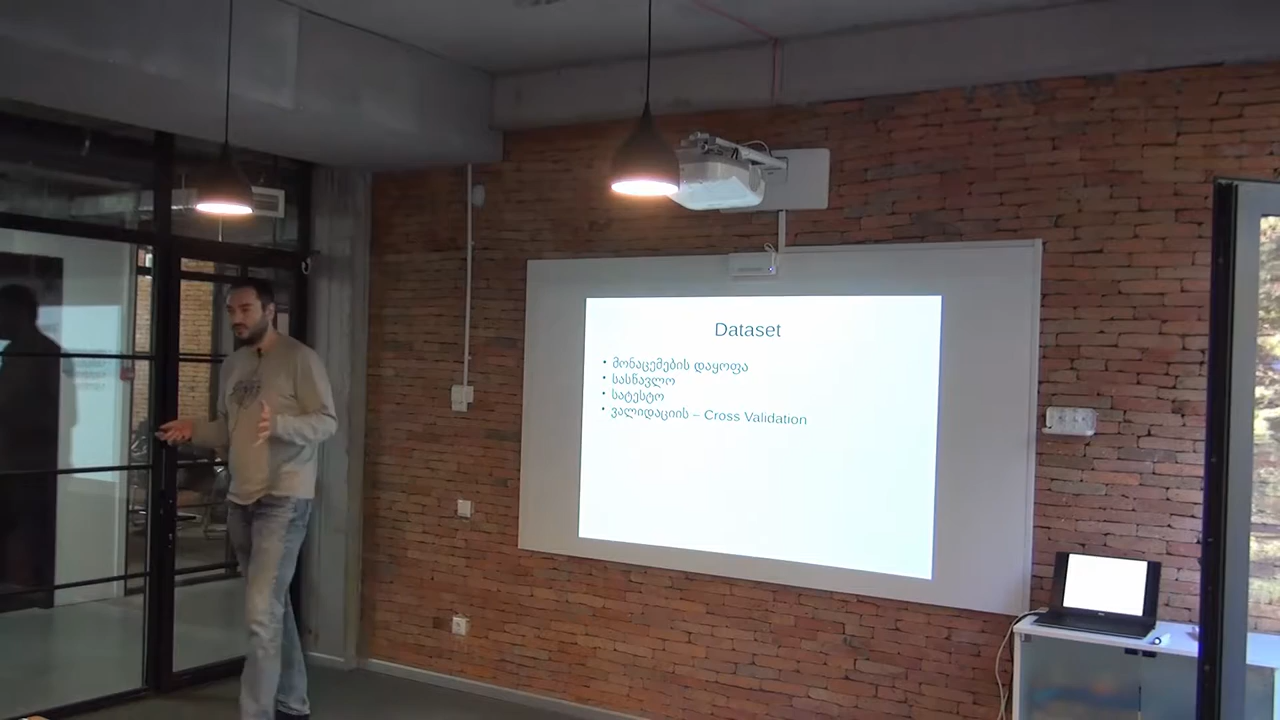 Dataset
• მონაცემების დაყოფა
• სასწავლო
• სატესტო
• ვალიდაციის – Cross Validation